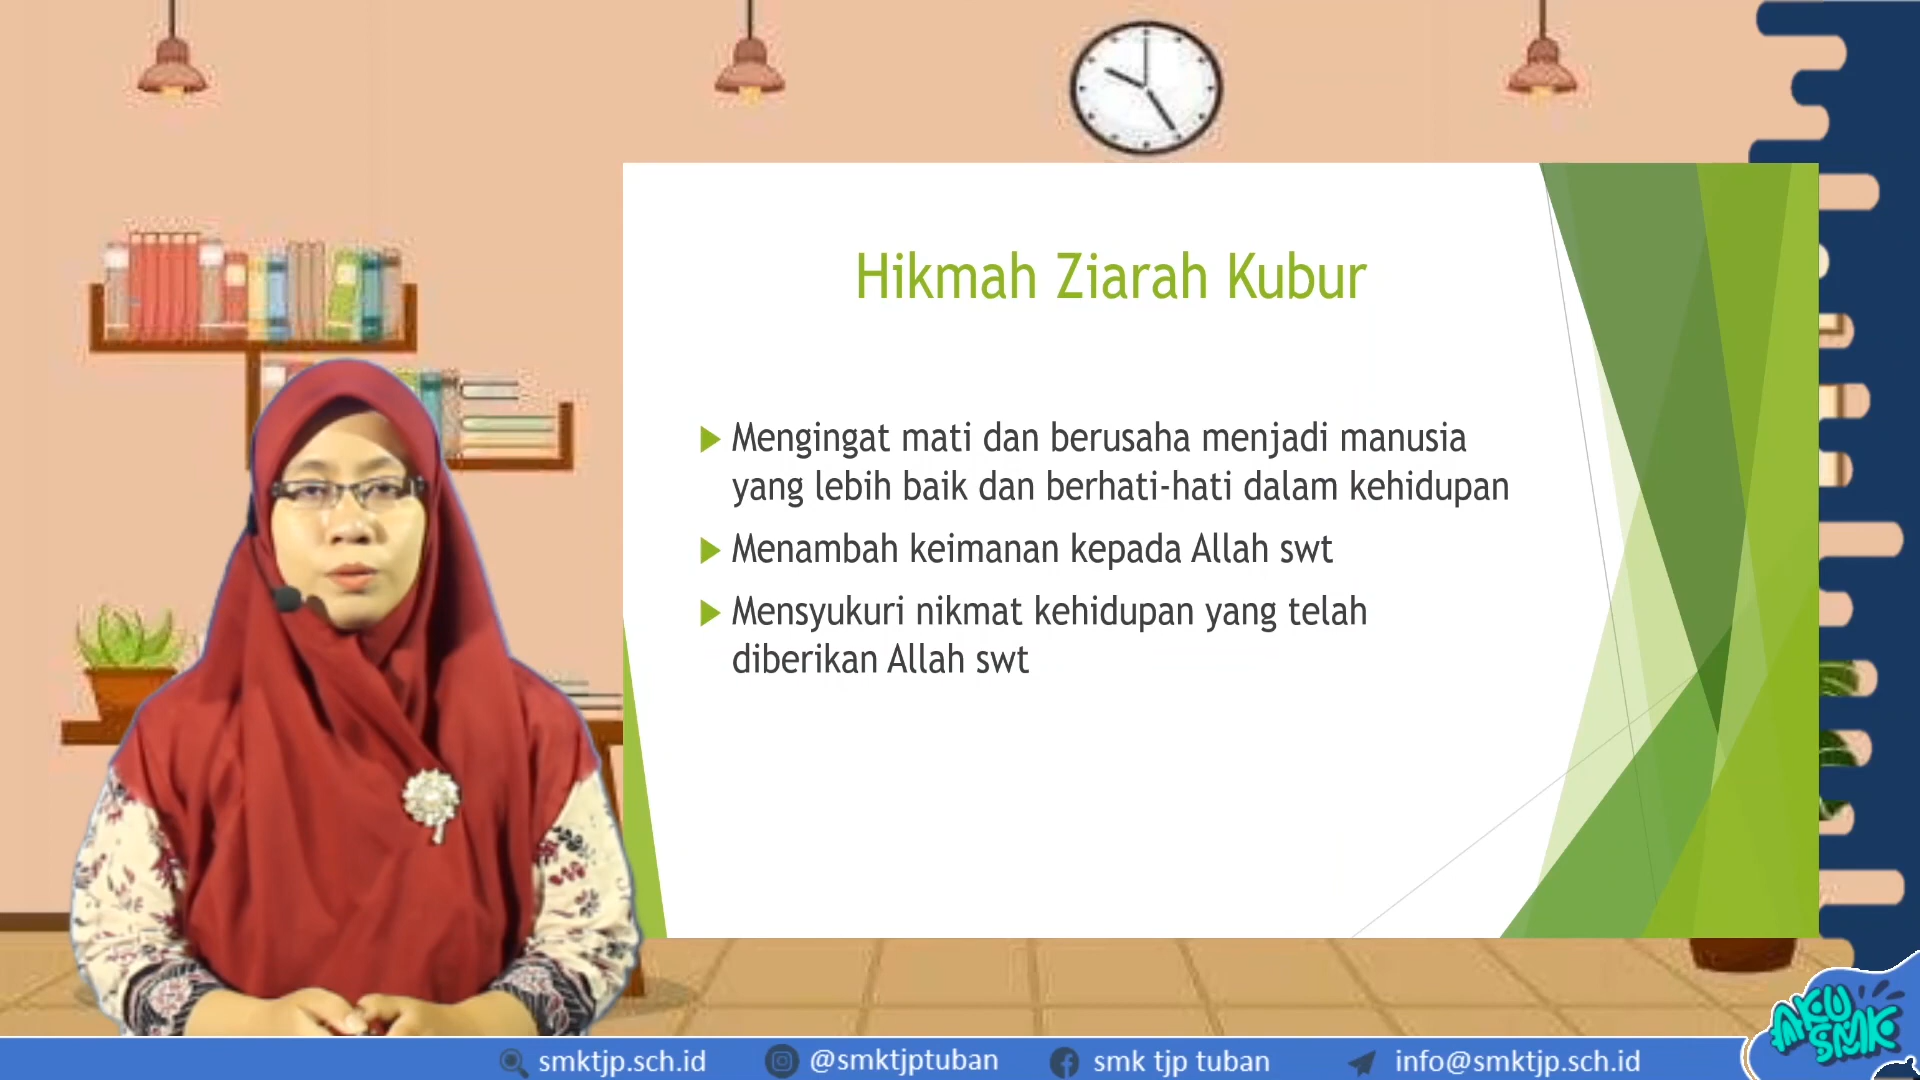 Hikmah Ziarah Kubur
Mengingat mati dan berusaha menjadi manusia
yang lebih baik dan berhati-hati dalam kehidupan
Menambah keimanan kepada Allah swt
Mensyukuri nikmat kehidupan yang telah
diberikan Allah swt
smktjp.sch.id @smktjptuban smk tjp tuban info@smktjp.sch.id
AKU
SMK